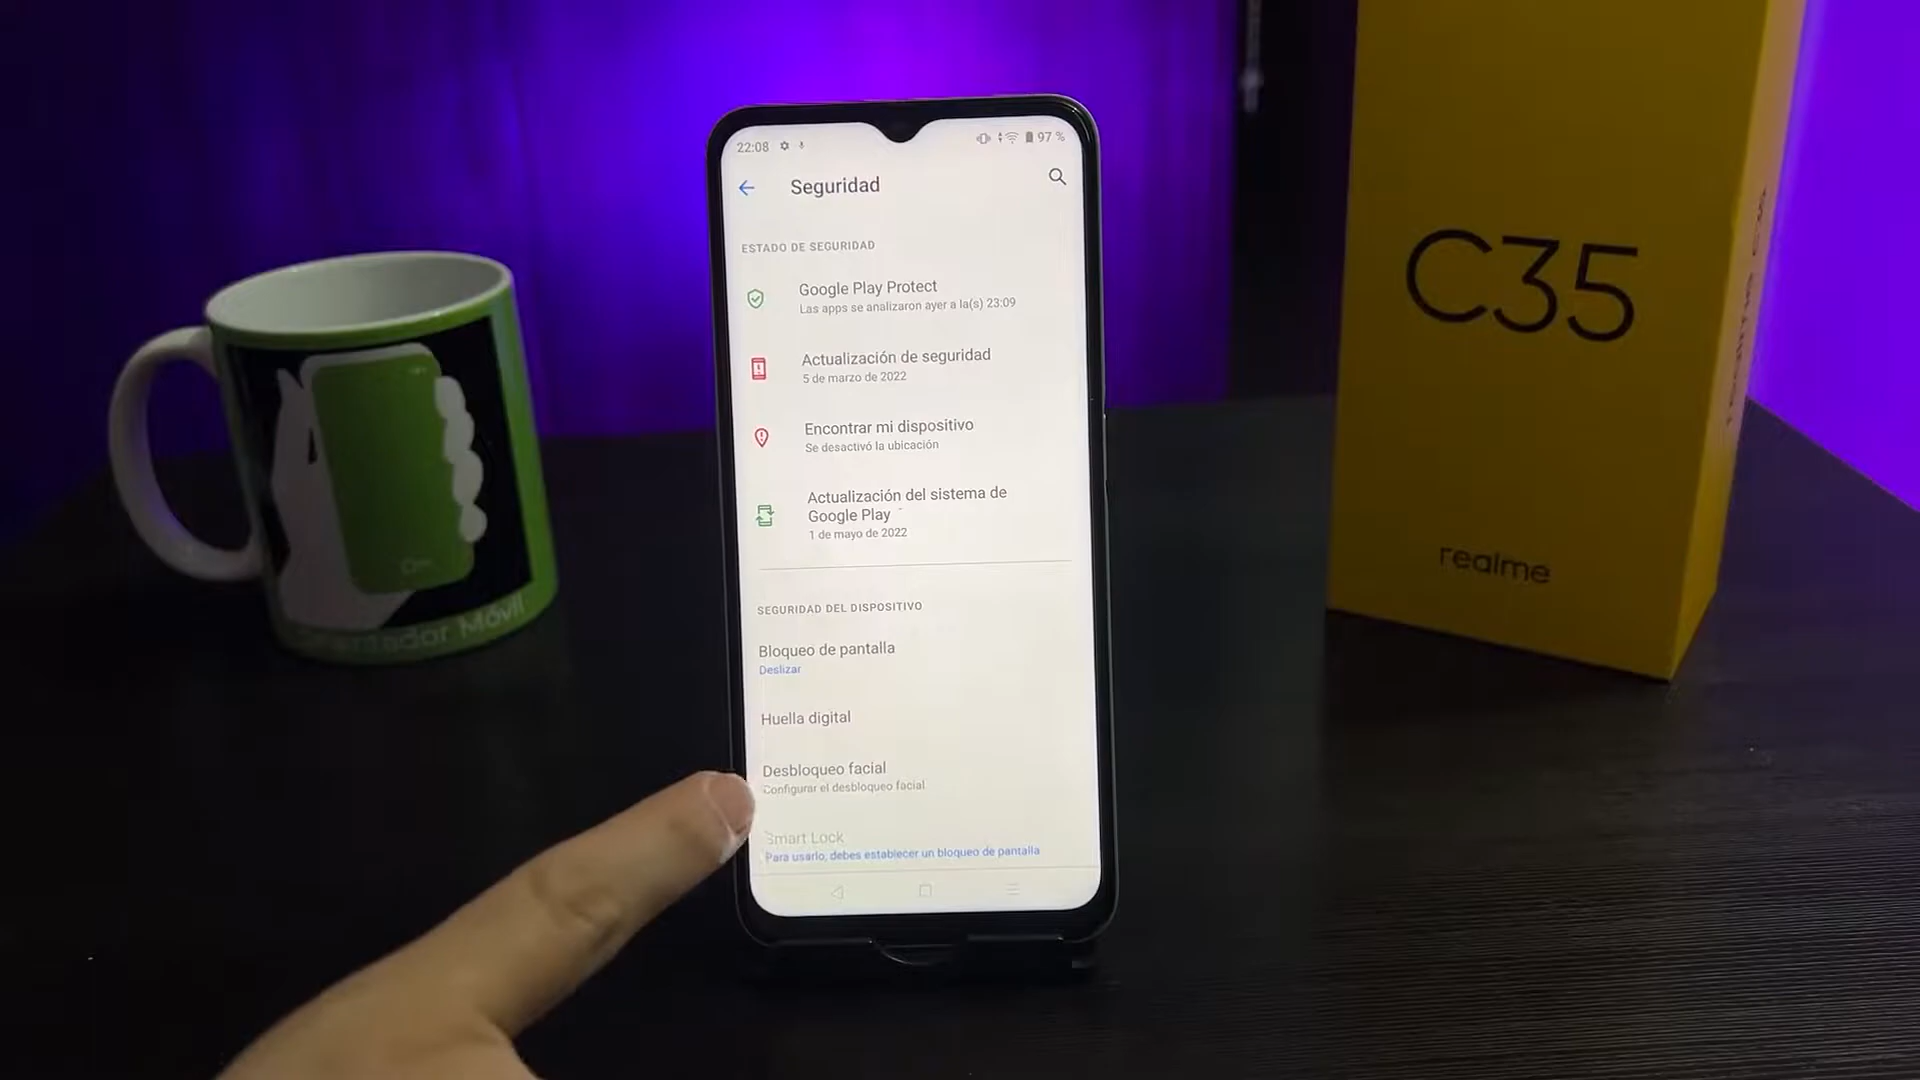 22:08
97 %
Seguridad
ESTADO DE SEGURIDAD
Google Play Protect
Las apps se analizaron ayer a la(s) 23:09
Actualización de seguridad
5 de marzo de 2022
Encontrar mi dispositivo
Se desactivó la ubicación
Actualización del sistema de
Google Play
1 de mayo de 2022
SEGURIDAD DEL DISPOSITIVO
Bloqueo de pantalla
Deslizar
Huella digital
Desbloqueo facial
Configurar el desbloqueo facial
Smart Lock
Para usarlo, debes establecer un bloqueo de pantalla
Móvil
C35
realme
realme C35